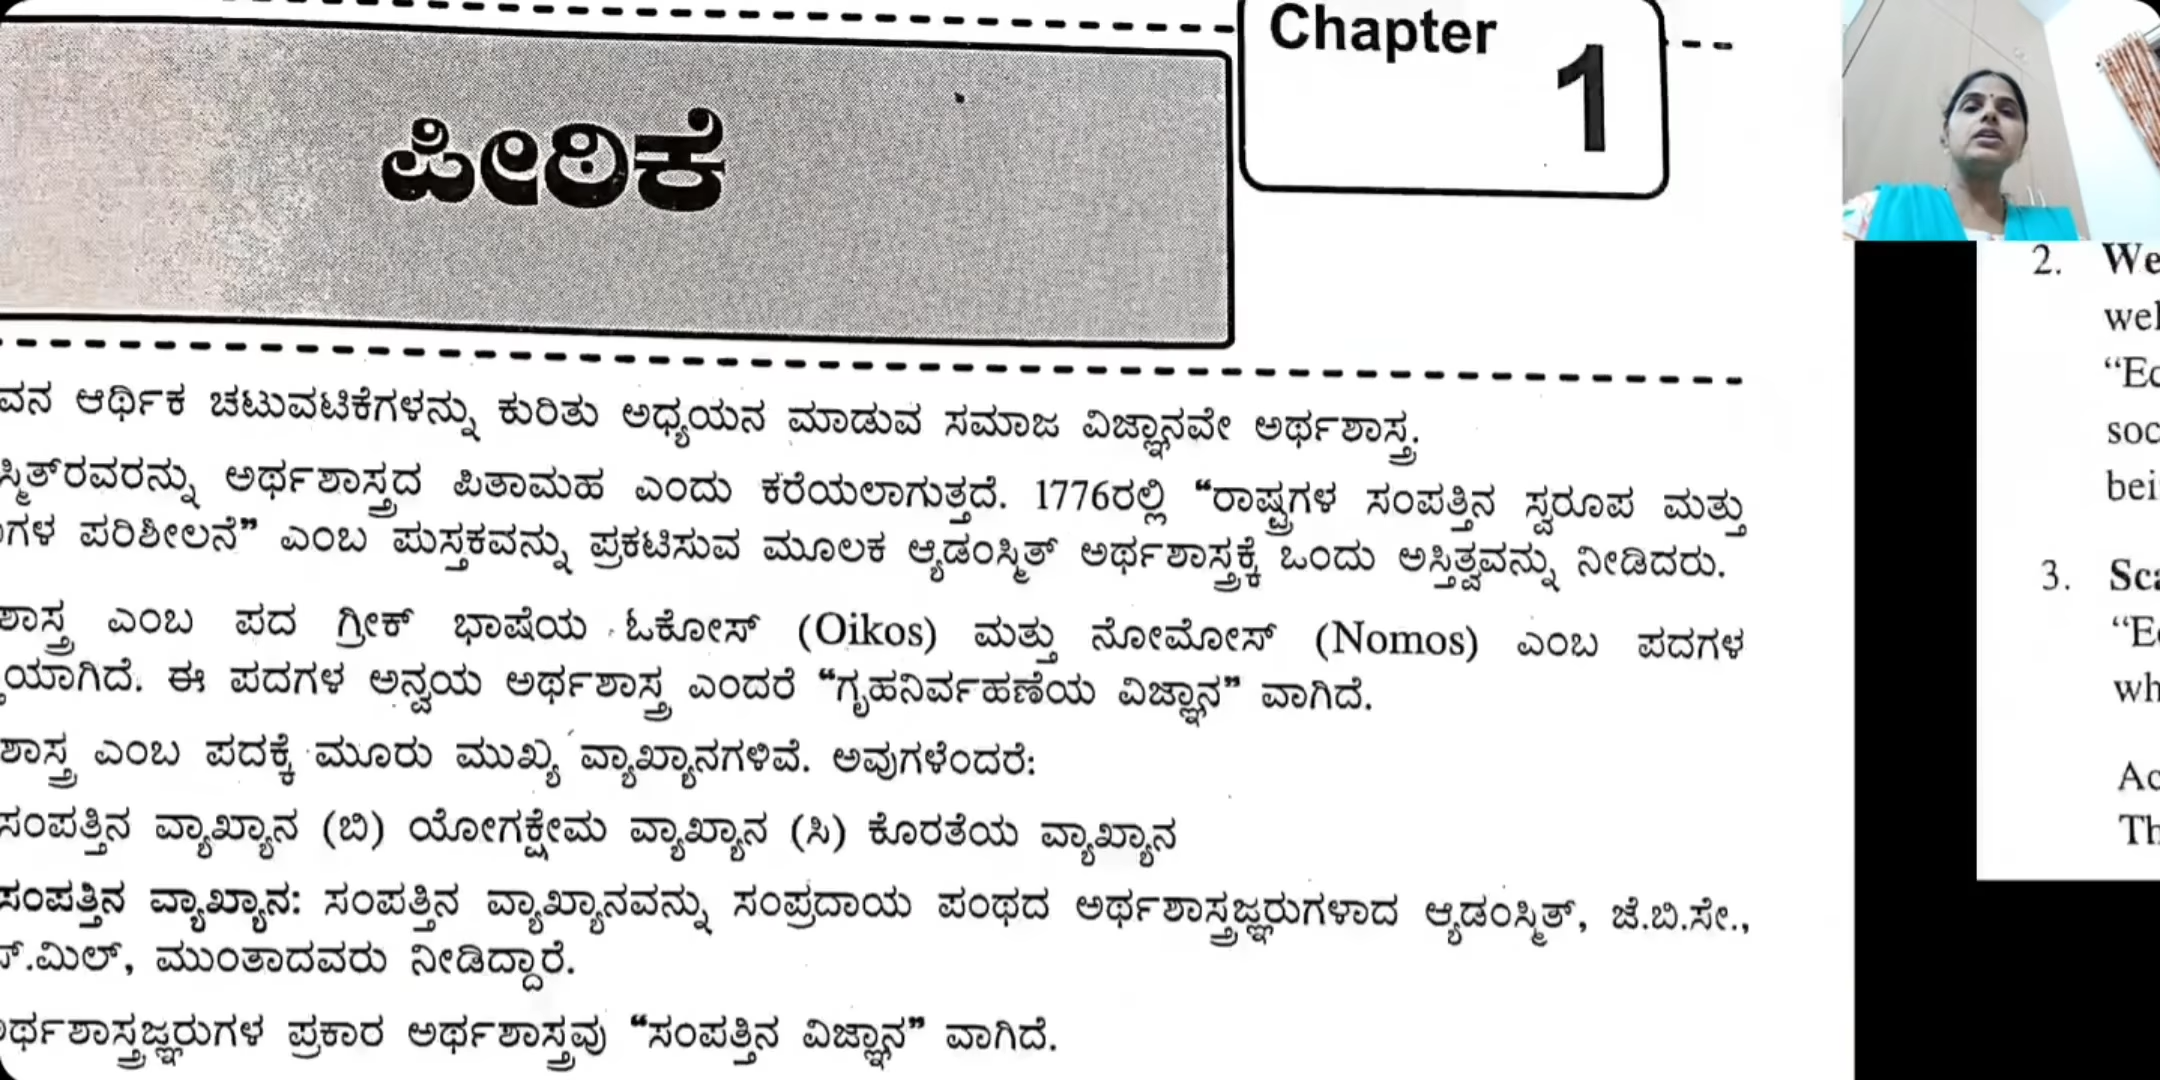 Chapter
1
ಪೀಠಿಕೆ
ಆರ್ಥಿಕ ಚಟುವಟಿಕೆಗಳನ್ನು ಕುರಿತು ಅಧ್ಯಯನ ಮಾಡುವ ಸಮಾಜ ವಿಜ್ಞಾನವೇ ಅರ್ಥಶಾಸ್ತ್ರ.
ಸ್ಮಿತ್‌ರವರನ್ನು ಅರ್ಥಶಾಸ್ತ್ರದ ಪಿತಾಮಹ ಎಂದು ಕರೆಯಲಾಗುತ್ತದೆ. 1776ರಲ್ಲಿ “ರಾಷ್ಟ್ರಗಳ ಸಂಪತ್ತಿನ ಸ್ವರೂಪ ಮತ್ತು
ಗಳ ಪರಿಶೀಲನೆ” ಎಂಬ ಪುಸ್ತಕವನ್ನು ಪ್ರಕಟಿಸುವ ಮೂಲಕ ಆ್ಯಡಂಸ್ಮಿತ್ ಅರ್ಥಶಾಸ್ತ್ರಕ್ಕೆ ಒಂದು ಅಸ್ತಿತ್ವವನ್ನು ನೀಡಿದರು.
ಶಾಸ್ತ್ರ ಎಂಬ ಪದ ಗ್ರೀಕ್ ಭಾಷೆಯ ಓಕೋಸ್ (Oikos) ಮತ್ತು ನೋಮೋಸ್ (Nomos) ಎಂಬ ಪದಗಳ
ಯಾಗಿದೆ. ಈ ಪದಗಳ ಅನ್ವಯ ಅರ್ಥಶಾಸ್ತ್ರ ಎಂದರೆ “ಗೃಹನಿರ್ವಹಣೆಯ ವಿಜ್ಞಾನ” ವಾಗಿದೆ.
ಶಾಸ್ತ್ರ ಎಂಬ ಪದಕ್ಕೆ ಮೂರು ಮುಖ್ಯ ವ್ಯಾಖ್ಯಾನಗಳಿವೆ. ಅವುಗಳೆಂದರೆ:
ಸಂಪತ್ತಿನ ವ್ಯಾಖ್ಯಾನ (ಬಿ) ಯೋಗಕ್ಷೇಮ ವ್ಯಾಖ್ಯಾನ (ಸಿ) ಕೊರತೆಯ ವ್ಯಾಖ್ಯಾನ
ಸಂಪತ್ತಿನ ವ್ಯಾಖ್ಯಾನ: ಸಂಪತ್ತಿನ ವ್ಯಾಖ್ಯಾನವನ್ನು ಸಂಪ್ರದಾಯ ಪಂಥದ ಅರ್ಥಶಾಸ್ತ್ರಜ್ಞರುಗಳಾದ ಆ್ಯಡಂಸ್ಮಿತ್, ಜೆ.ಬಿ.ಸೇ.,
ಮಿಲ್, ಮುಂತಾದವರು ನೀಡಿದ್ದಾರೆ.
ರ್ಥಶಾಸ್ತ್ರಜ್ಞರುಗಳ ಪ್ರಕಾರ ಅರ್ಥಶಾಸ್ತ್ರವು “ಸಂಪತ್ತಿನ ವಿಜ್ಞಾನ” ವಾಗಿದೆ.
2. We
wel
“Ec
soc
bei
3. Sca
“Ec
wh
Ac
Th